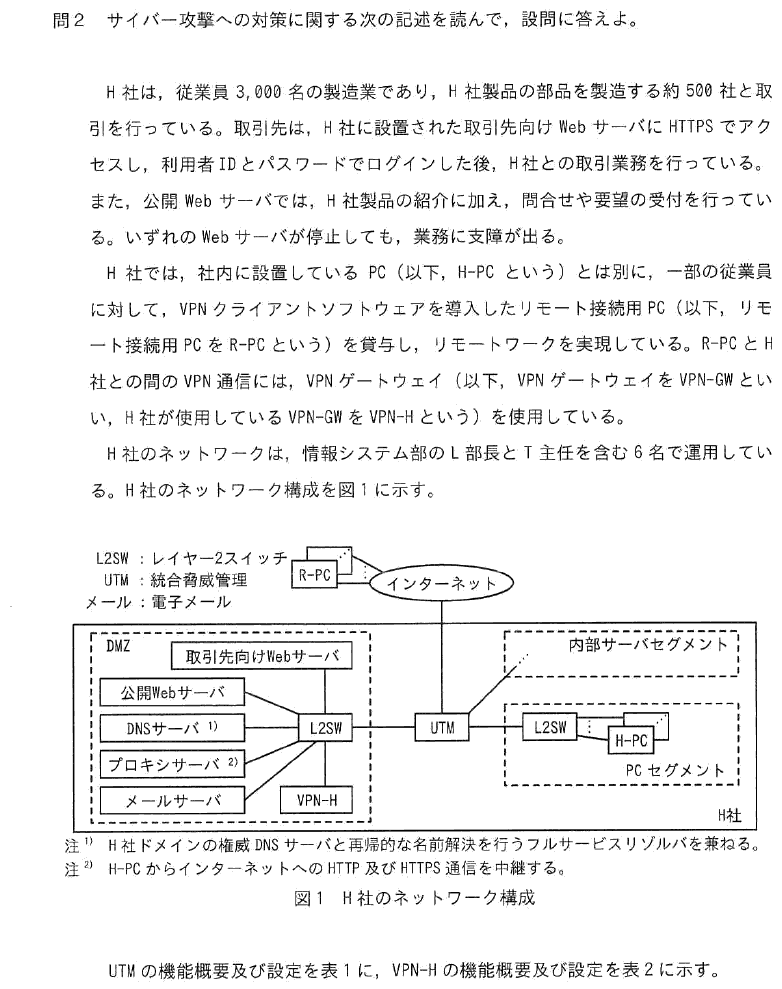 問2 サイバー攻撃への対策に関する次の記述を読んで，設問に答えよ。
H社は，従業員3,000名の製造業であり，H社製品の部品を製造する約500社と取
引を行っている。取引先は，H社に設置された取引先向けWebサーバにHTTPSでアク
セスし，利用者IDとパスワードでログインした後，H社との取引業務を行っている。
また，公開Webサーバでは，H社製品の紹介に加え，問合せや要望の受付を行ってい
る。いずれのWebサーバが停止しても，業務に支障が出る。
H社では，社内に設置しているPC（以下，H-PCという）とは別に，一部の従業員
に対して，VPNクライアントソフトウェアを導入したリモート接続用PC（以下，リモ
ート接続用PCをR-PCという）を貸与し，リモートワークを実現している。R-PCとH
社との間のVPN通信には，VPNゲートウェイ（以下，VPNゲートウェイをVPN-GWとい
い，H社が使用しているVPN-GWをVPN-Hという）を使用している。
H社のネットワークは，情報システム部のL部長とT主任を含む6名で運用してい
る。H社のネットワーク構成を図1に示す。
L2SW：レイヤー2スイッチ
UTM：統合脅威管理
メール：電子メール
R-PC
インターネット
DMZ
取引先向けWebサーバ
公開Webサーバ
DNSサーバ 1)
プロキシサーバ 2)
メールサーバ
L2SW
VPN-H
UTM
内部サーバセグメント
L2SW
H-PC
PCセグメント
H社
注1) H社ドメインの権威DNSサーバと再帰的な名前解決を行うフルサービスリゾルバを兼ねる。
注2) H-PCからインターネットへのHTTP及びHTTPS通信を中継する。
図1 H社のネットワーク構成
UTMの機能概要及び設定を表1に，VPN-Hの機能概要及び設定を表2に示す。